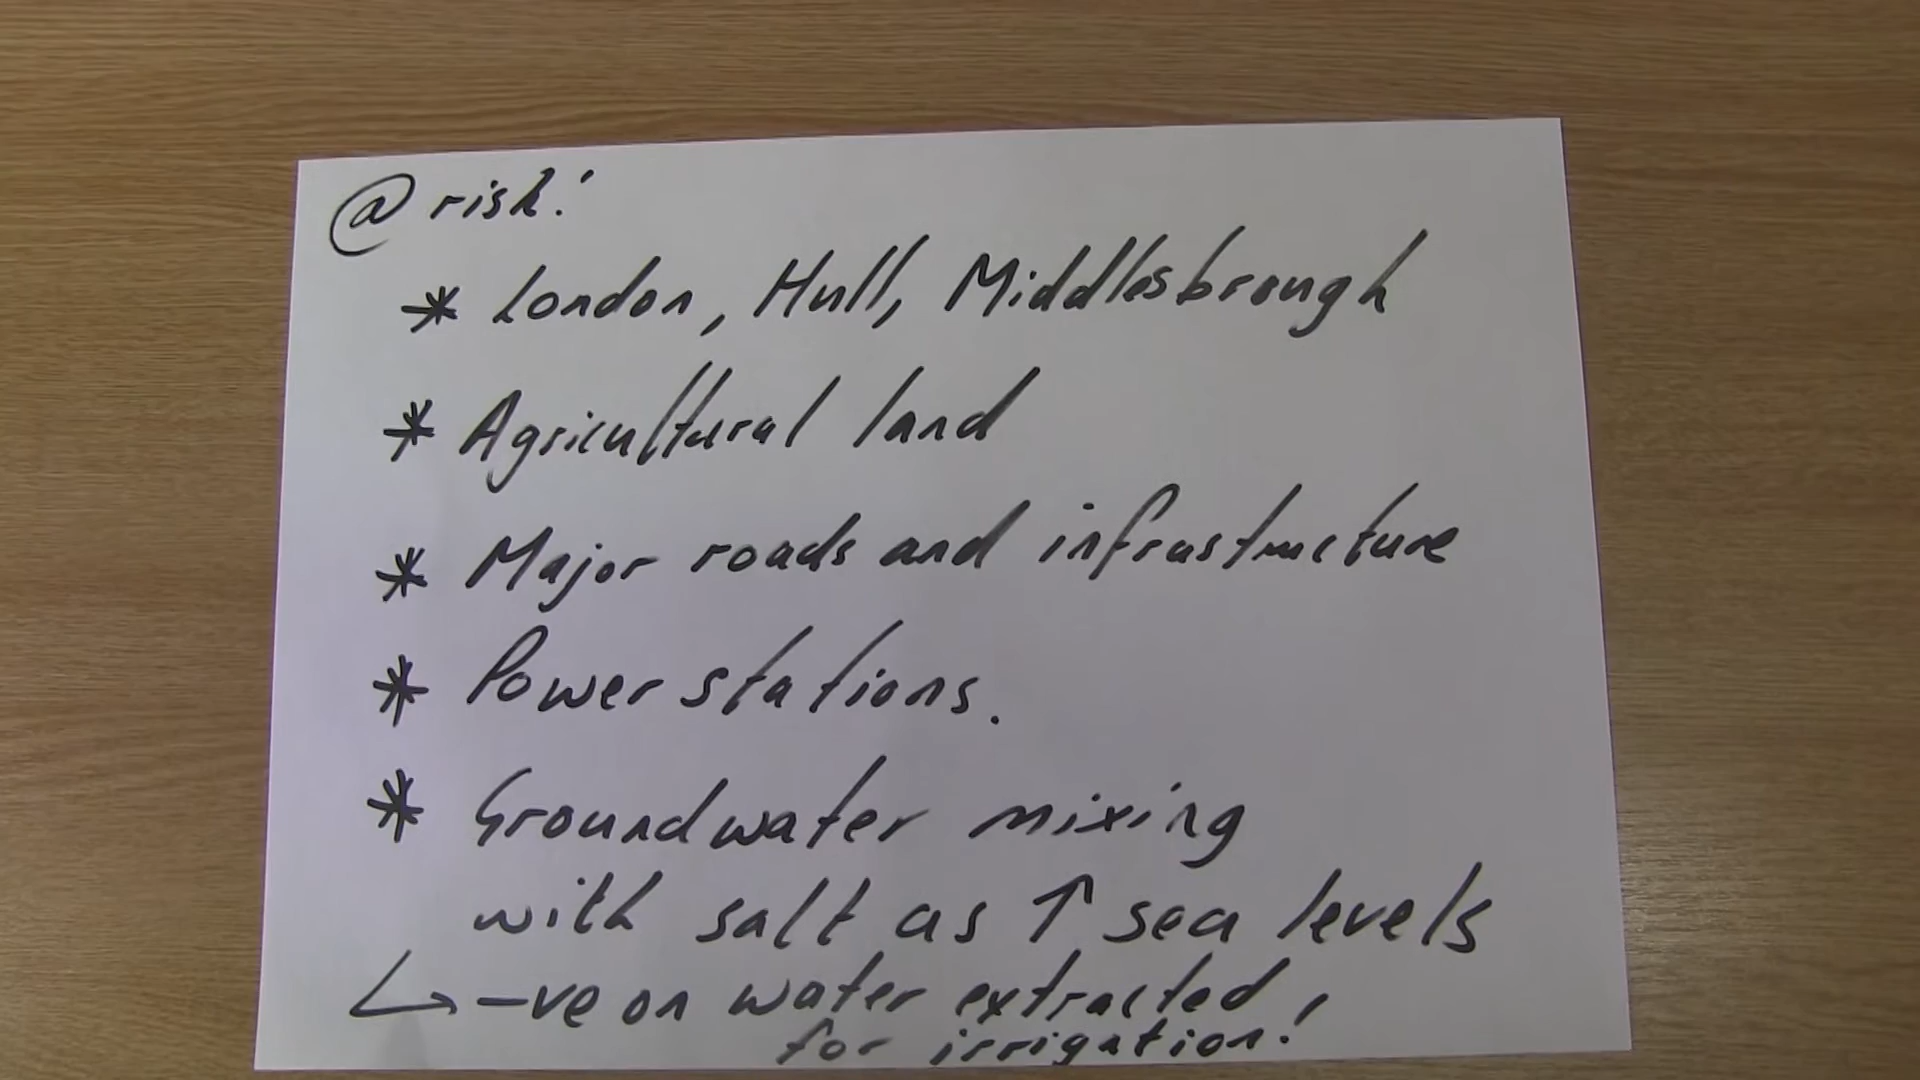 @ risk:
* London, Hull, Middlesbrough
* Agricultural land
* Major roads and infrastructure
* Power stations.
* Groundwater mixing
with salt as ↑ sea levels
↳ -ve on water extracted
for irrigation!